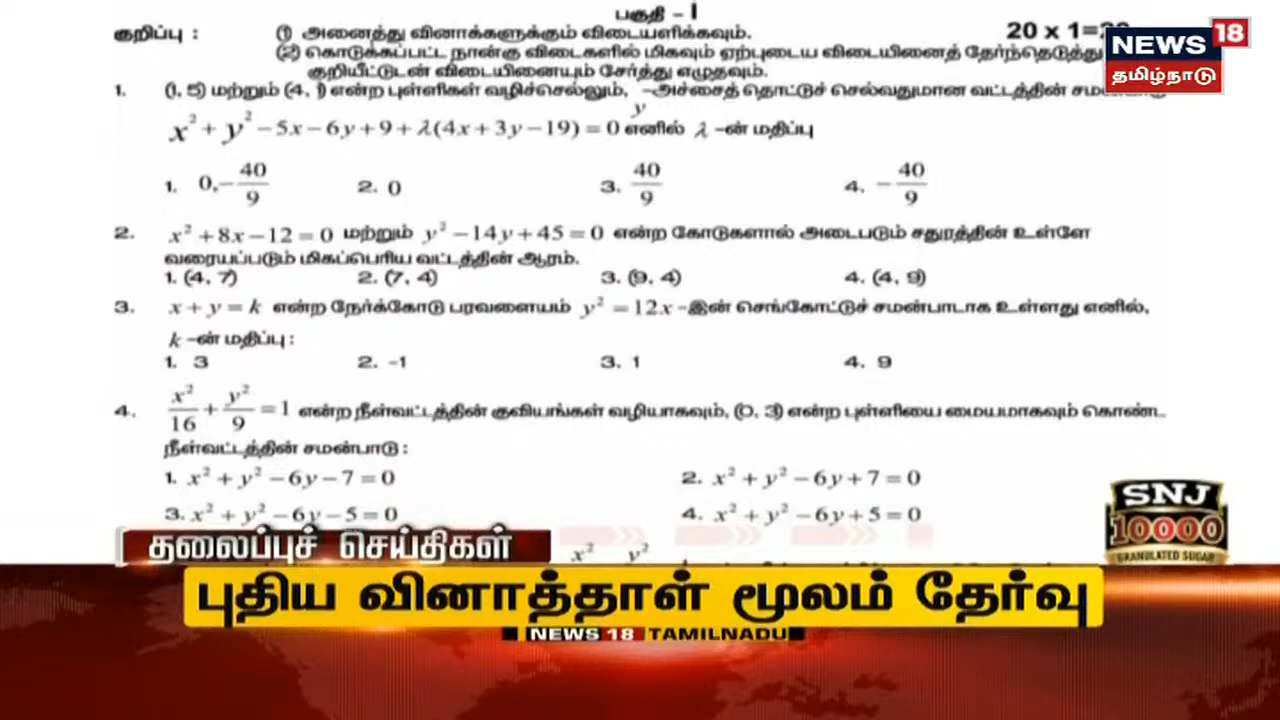 பகுதி - I
குறிப்பு : (1) அனைத்து வினாக்களுக்கும் விடையளிக்கவும். 20 x 1=
(2) கொடுக்கப்பட்ட நான்கு விடைகளில் மிகவும் ஏற்புடைய விடையினைத் தேர்ந்தெடுத்து
குறியீட்டுடன் விடையினையும் சேர்த்து எழுதவும்.
NEWS 18
தமிழ்நாடு
1. (1, 5) மற்றும் (4, 1) என்ற புள்ளிகள் வழிச்செல்லும், y -அச்சைத் தொட்டுச் செல்வதுமான வட்டத்தின்
x² + y² − 5x − 6y + 9 + λ(4x + 3y − 19) = 0 எனில் λ -ன் மதிப்பு
1. 0, −40/9 2. 0 3. 40/9 4. −40/9
2. x² + 8x − 12 = 0 மற்றும் y² − 14y + 45 = 0 என்ற கோடுகளால் அடைபடும் சதுரத்தின் உள்ளே
வரையப்படும் மிகப்பெரிய வட்டத்தின் ஆரம்.
1. (4, 7) 2. (7, 4) 3. (9, 4) 4. (4, 9)
3. x + y = k என்ற நேர்க்கோடு பரவளையம் y² = 12x -இன் செங்கோட்டுச் சமன்பாடாக உள்ளது எனில்,
k -ன் மதிப்பு :
1. 3 2. -1 3. 1 4. 9
4. x²/16 + y²/9 = 1 என்ற நீள்வட்டத்தின் குவியங்கள் வழியாகவும், (0, 3) என்ற புள்ளியை மையமாகவும் கொண்ட
நீள்வட்டத்தின் சமன்பாடு :
1. x² + y² − 6y − 7 = 0 2. x² + y² − 6y + 7 = 0
3. x² + y² − 6y − 5 = 0 4. x² + y² − 6y + 5 = 0
SNJ
10000
GRANULATED SUGAR
தலைப்புச் செய்திகள்
x² y²
புதிய வினாத்தாள் மூலம் தேர்வு
NEWS 18 TAMILNADU